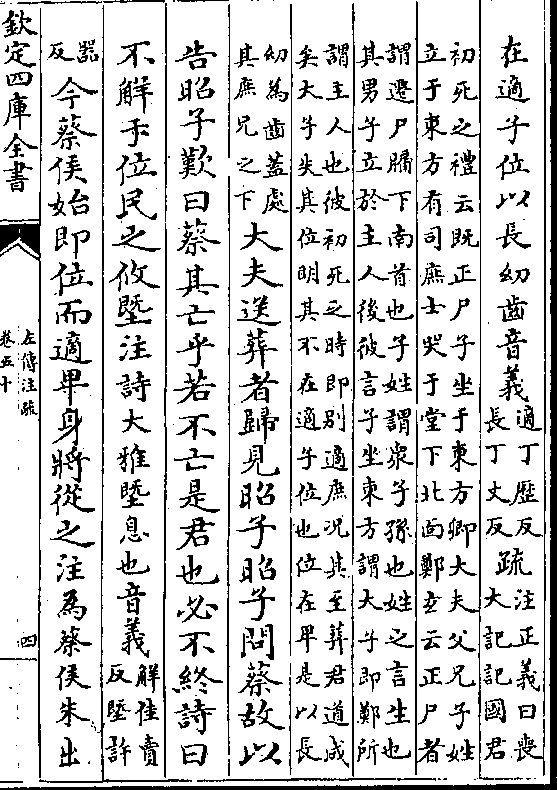 在適子位以長幼齒音義適丁歷反長丁丈反疏注正義曰喪大記記國君
初死之禮云既正尸子坐于東方卿大夫父兄子姓
立于東方有司庶士哭于堂下北面鄭玄云正尸者
謂遷尸牖下南首也子姓謂衆子孫也姓之言生也
其男子立於主人後彼言子坐東方謂大子即鄭所
謂主人也彼初死之時即別適庶况其至葬君道成
矣大子失其位明其不在適子位也位在卑是以長
幼為齒蓋處其庶兄之下大夫送葬者歸見昭子昭子問蔡故以
告昭子歎曰蔡其亡乎若不亡是君也必不終詩曰
不解于位民之攸塈注詩大雅塈息也音義解佳賣反塈許
器反今蔡侯始即位而適卑身將從之注為蔡侯朱出
欽定四庫全書
左傳注疏
卷五十
四